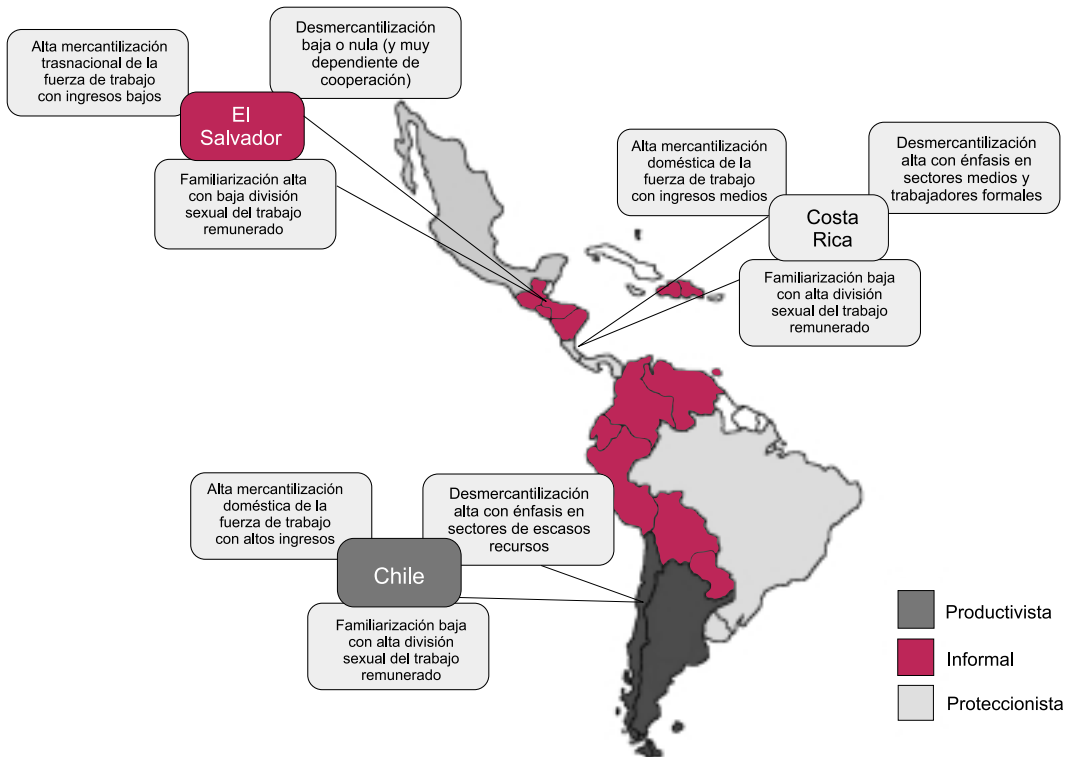 Alta mercantilización
trasnacional de la
fuerza de trabajo
con ingresos bajos
Desmercantilización
baja o nula (y muy
dependiente de
cooperación)
El
Salvador
Familiarización alta
con baja división
sexual del trabajo
remunerado
Alta mercantilización
doméstica de la
fuerza de trabajo
con ingresos medios
Desmercantilización
alta con énfasis en
sectores medios y
trabajadores formales
Costa
Rica
Familiarización baja
con alta división
sexual del trabajo
remunerado
Alta mercantilización
doméstica de la
fuerza de trabajo
con altos ingresos
Desmercantilización
alta con énfasis en
sectores de escasos
recursos
Chile
Familiarización baja
con alta división
sexual del trabajo
remunerado
Productivista
Informal
Proteccionista